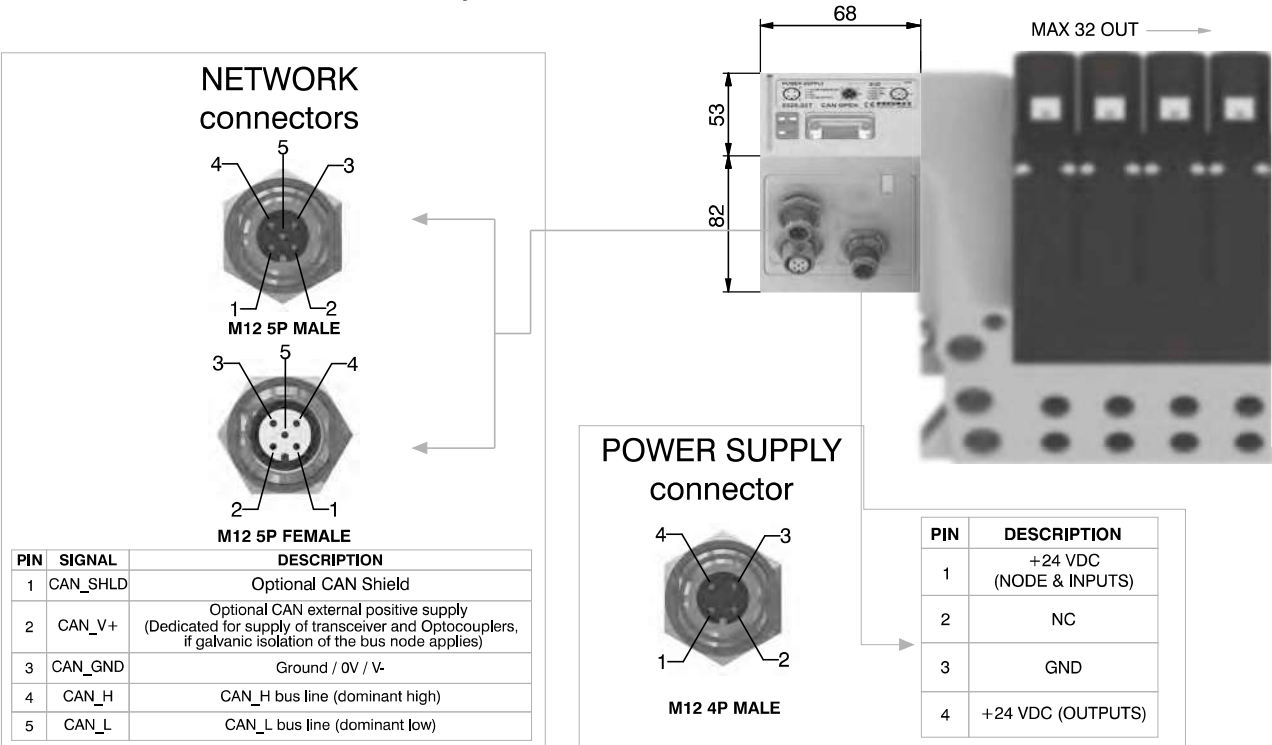 68
MAX 32 OUT
53
82
POWER SUPPLY
CAN OPEN
NETWORK
connectors
5
4
3
1
2
M12 5P MALE
5
3
4
2
1
M12 5P FEMALE
PIN SIGNAL DESCRIPTION
1 CAN_SHLD Optional CAN Shield
2 CAN_V+ Optional CAN external positive supply
(Dedicated for supply of transceiver and Optocouplers,
if galvanic isolation of the bus node applies)
3 CAN_GND Ground / 0V / V-
4 CAN_H CAN_H bus line (dominant high)
5 CAN_L CAN_L bus line (dominant low)
POWER SUPPLY
connector
4
3
1
2
M12 4P MALE
PIN DESCRIPTION
1 +24 VDC
(NODE & INPUTS)
2 NC
3 GND
4 +24 VDC (OUTPUTS)